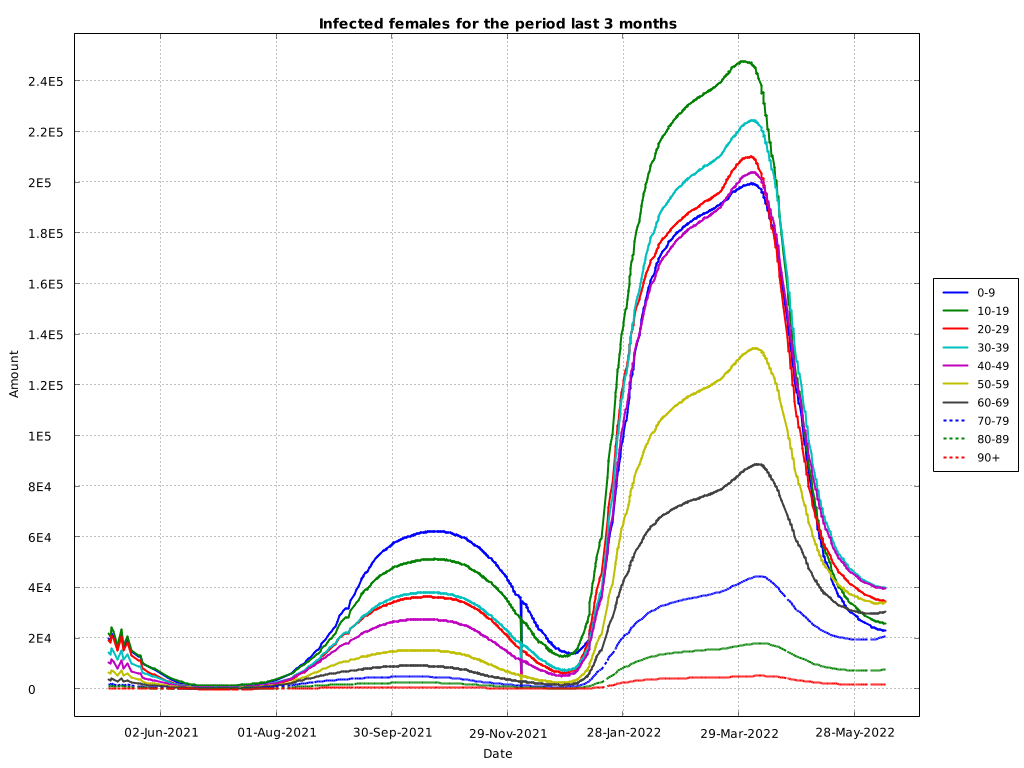 Infected females for the period last 3 months
2.4E5
2.2E5
2E5
1.8E5
1.6E5
1.4E5
1.2E5
1E5
8E4
6E4
4E4
2E4
0
Amount
02-Jun-2021
01-Aug-2021
30-Sep-2021
29-Nov-2021
28-Jan-2022
29-Mar-2022
28-May-2022
Date
0-9
10-19
20-29
30-39
40-49
50-59
60-69
70-79
80-89
90+